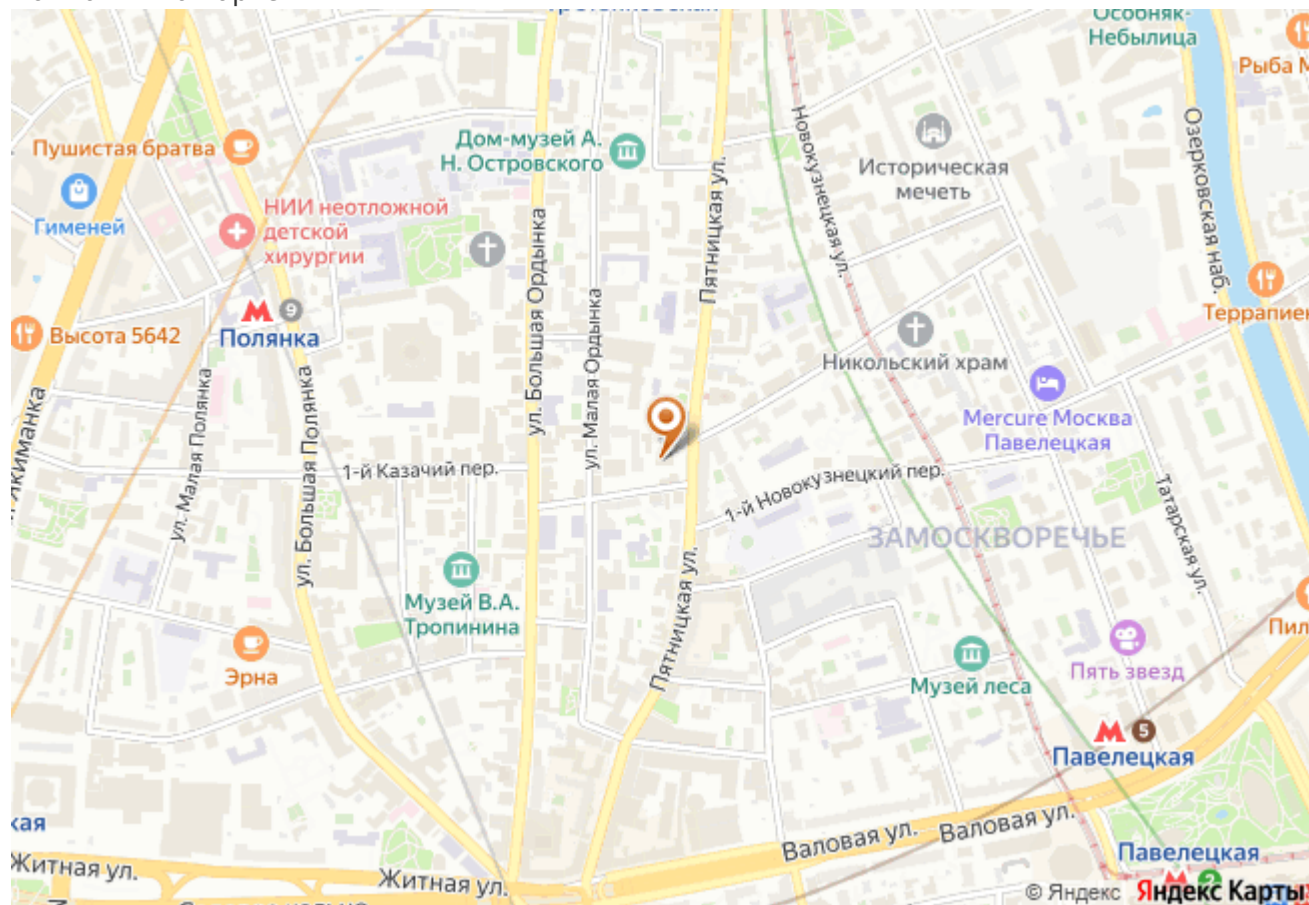 Особняк-
Небылица
Рыба
Дом-музей А.
Н. Островского
Пушистая братва
Гименей
НИИ неотложной
детской
хирургии
Историческая
мечеть
Новокузнецкая ул.
Озерковская наб.
Пятницкая ул.
ул. Большая Ордынка
ул. Малая Ордынка
9
Полянка
Высота 5642
Никольский храм
Mercure Москва
Павелецкая
ул. Малая Полянка
ул. Большая Полянка
1-й Казачий пер.
1-й Новокузнецкий пер.
ЗАМОСКВОРЕЧЬЕ
Татарская ул.
Музей В.А.
Тропинина
Пятницкая ул.
Эрна
Музей леса
Пять звезд
5
Павелецкая
Валовая ул.
Валовая ул.
Павелецкая
2
Житная ул.
Житная ул.
© Яндекс Яндекс Карты